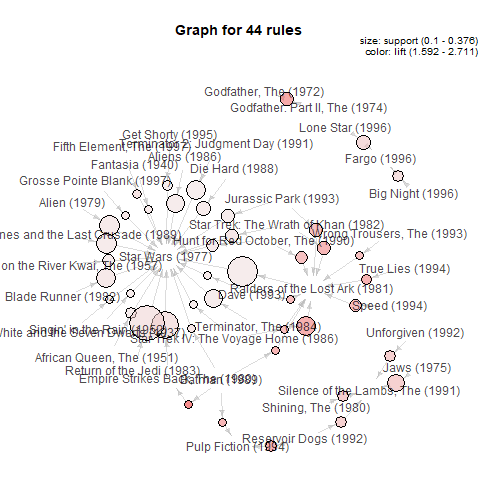 Graph for 44 rules
size: support (0.1 - 0.376)
color: lift (1.592 - 2.711)
Godfather, The (1972)
Godfather: Part II, The (1974)
Lone Star (1996)
Get Shorty (1995)
Terminator 2: Judgment Day (1991)
Fifth Element, The (1997)
Aliens (1986)
Fargo (1996)
Fantasia (1940)
Die Hard (1988)
Grosse Pointe Blank (1997)
Big Night (1996)
Jurassic Park (1993)
Alien (1979)
Star Trek: The Wrath of Khan (1982)
nes and the Last Crusade (1989)
Wrong Trousers, The (1993)
Hunt for Red October, The (1990)
Star Wars (1977)
on the River Kwai, The (1957)
True Lies (1994)
Raiders of the Lost Ark (1981)
Blade Runner (1982)
Dave (1993)
Speed (1994)
Singin' in the Rain (1952)
Terminator, The (1984)
White and the Seven Dwarfs (1937)
Unforgiven (1992)
Star Trek IV: The Voyage Home (1986)
African Queen, The (1951)
Jaws (1975)
Return of the Jedi (1983)
Empire Strikes Back, The (1980)
Batman (1989)
Silence of the Lambs, The (1991)
Shining, The (1980)
Reservoir Dogs (1992)
Pulp Fiction (1994)